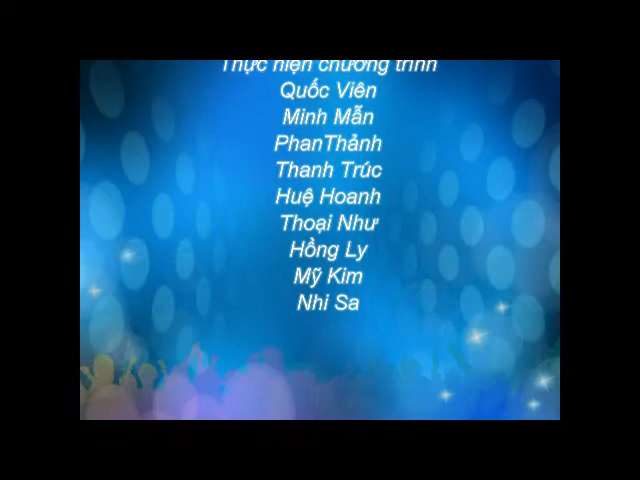 Thực hiện chương trình
Quốc Viên
Minh Mẫn
PhanThảnh
Thanh Trúc
Huệ Hoanh
Thoại Như
Hồng Ly
Mỹ Kim
Nhi Sa